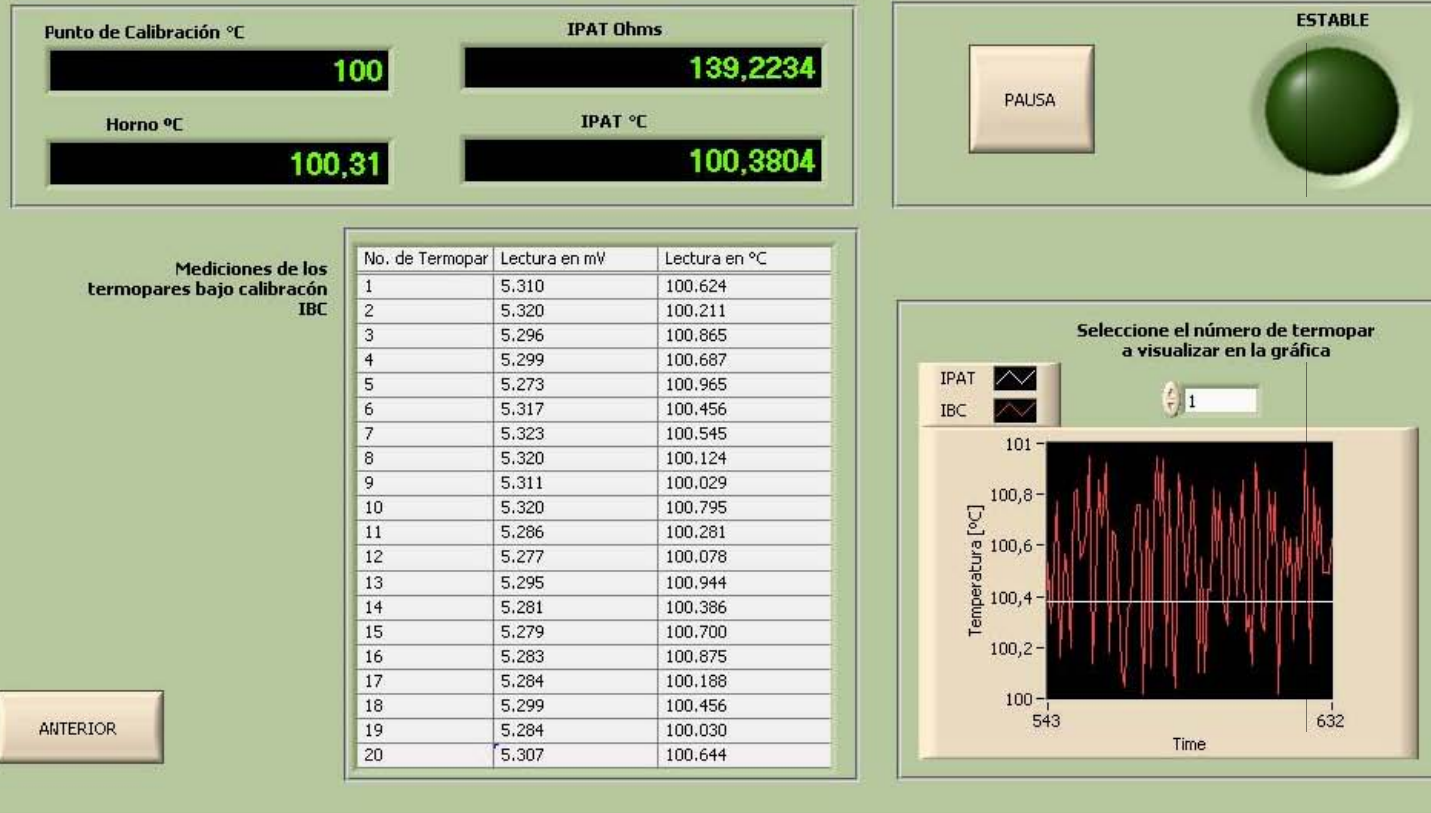 Punto de Calibración °C
100
IPAT Ohms
139,2234
Horno ºC
100,31
IPAT °C
100,3804
PAUSA
ESTABLE
Mediciones de los
termopares bajo calibracón
IBC
No. de Termopar Lectura en mV Lectura en °C
1 5.310 100.624
2 5.320 100.211
3 5.296 100.865
4 5.299 100.687
5 5.273 100.965
6 5.317 100.456
7 5.323 100.545
8 5.320 100.124
9 5.311 100.029
10 5.320 100.795
11 5.286 100.281
12 5.277 100.078
13 5.295 100.944
14 5.281 100.386
15 5.279 100.700
16 5.283 100.875
17 5.284 100.188
18 5.299 100.456
19 5.284 100.030
20 5.307 100.644
ANTERIOR
Seleccione el número de termopar
a visualizar en la gráfica
IPAT
IBC
1
Temperatura [ºC]
101
100,8
100,6
100,4
100,2
100
543 632
Time